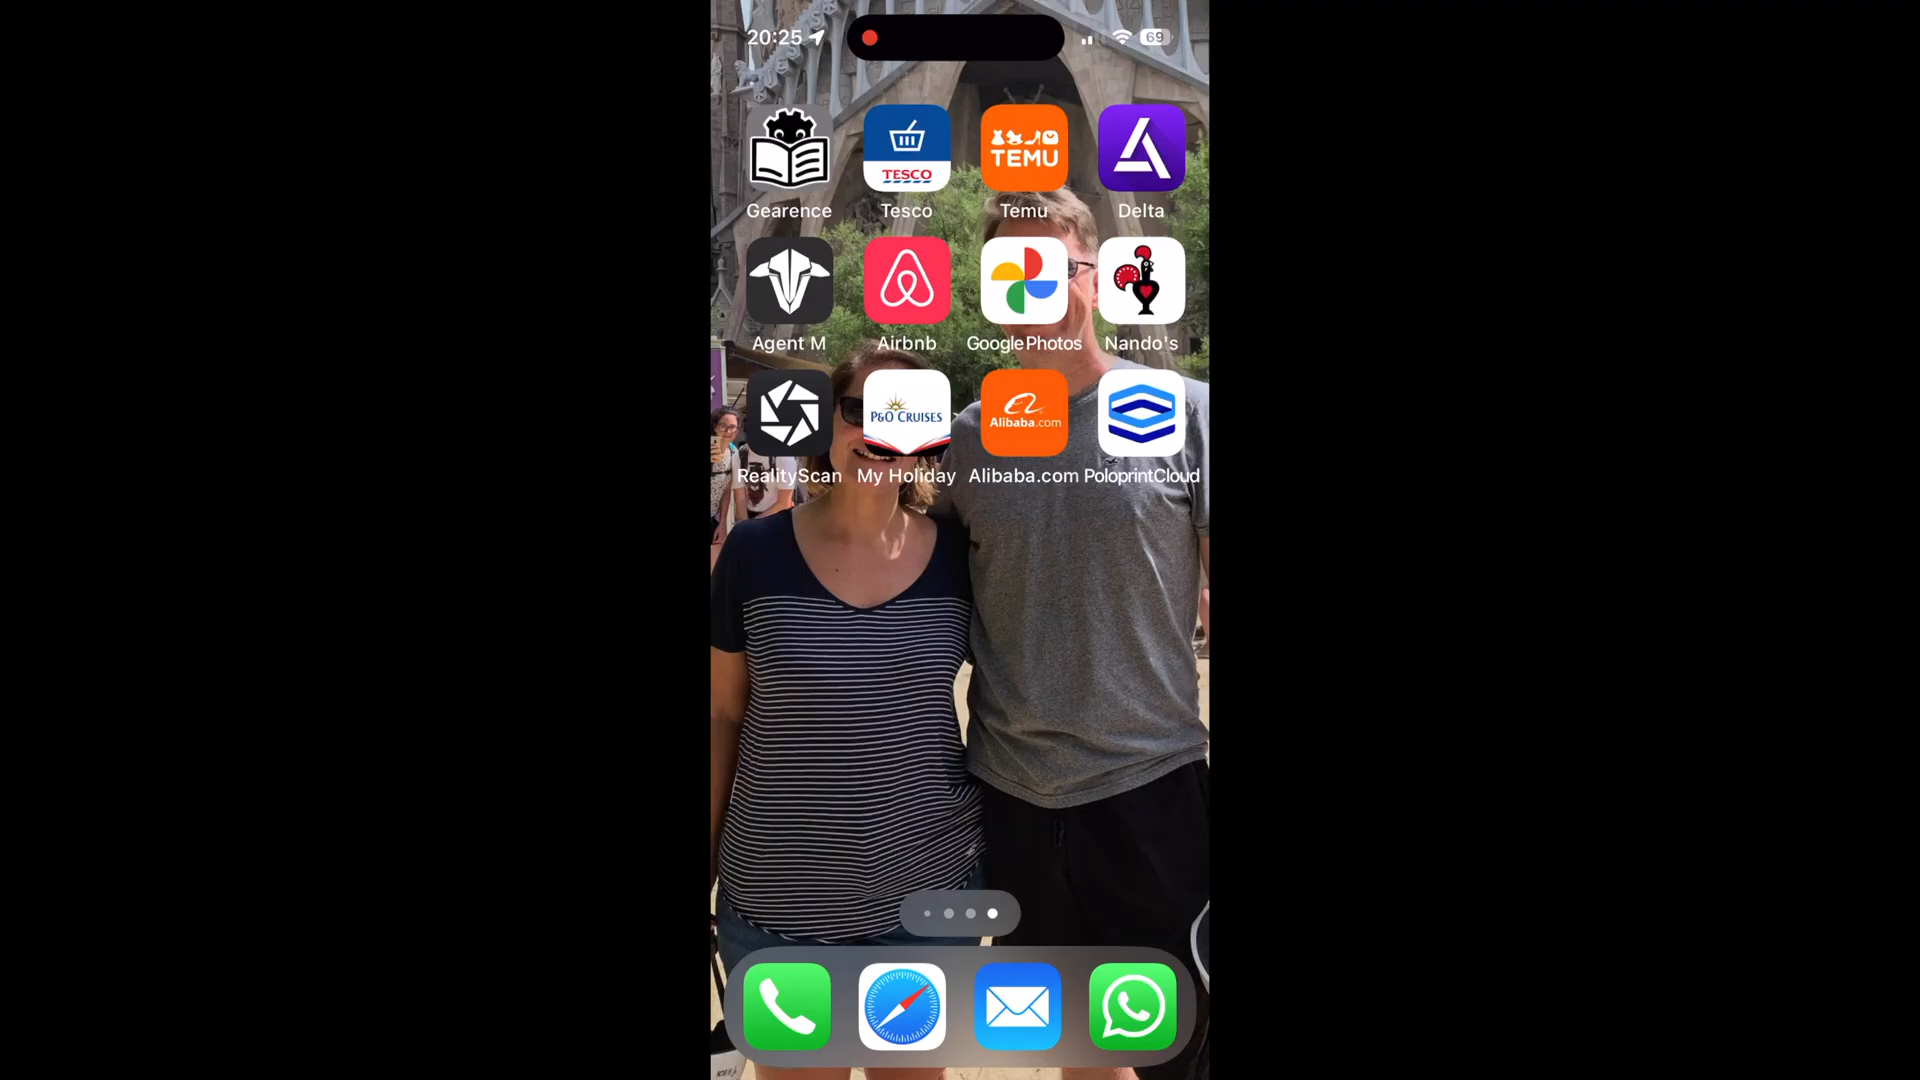 20:25
69
TESCO
TEMU
Gearence
Tesco
Temu
Delta
Agent M
Airbnb
Google Photos
Nando's
P&O CRUISES
Alibaba.com
RealityScan
My Holiday
Alibaba.com
PoloprintCloud